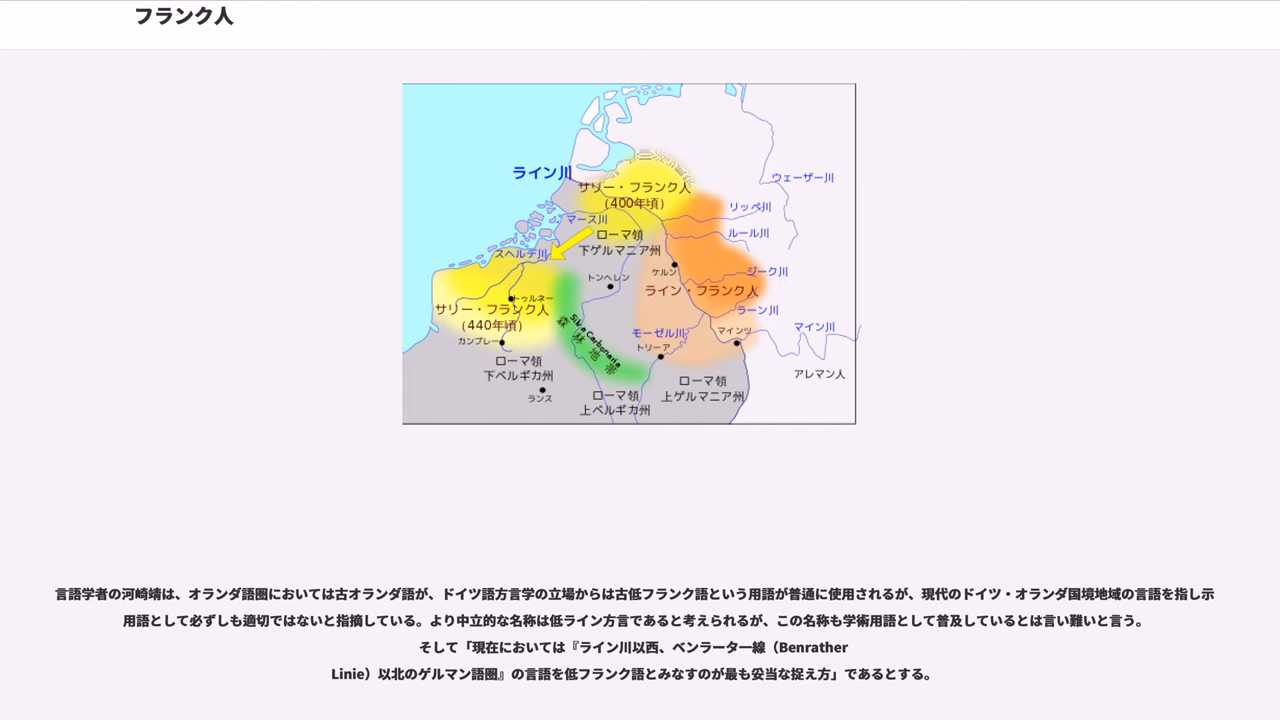 フランク人
ライン川
サリー・フランク人
(400年頃)
マース川
ローマ領
下ゲルマニア州
ウェーザー川
リッペ川
ルール川
スヘルデ川
ケルン
ジーク川
トンヘレン
ライン・フランク人
トゥルネー
サリー・フランク人
(440年頃)
ラーン川
カンブレー
Silva Carbonaria
森林地帯
モーゼル川
マインツ
マイン川
トリーア
ローマ領
下ベルギカ州
アレマン人
ランス
ローマ領
上ゲルマニア州
ローマ領
上ベルギカ州
言語学者の河崎靖は、オランダ語圏においては古オランダ語が、ドイツ語方言学の立場からは古低フランク語という用語が普通に使用されるが、現代のドイツ・オランダ国境地域の言語を指し示
用語として必ずしも適切ではないと指摘している。より中立的な名称は低ライン方言であると考えられるが、この名称も学術用語として普及しているとは言い難いと言う。
そして「現在においては『ライン川以西、ベンラーター線（Benrather
Linie）以北のゲルマン語圏』の言語を低フランク語とみなすのが最も妥当な捉え方」であるとする。